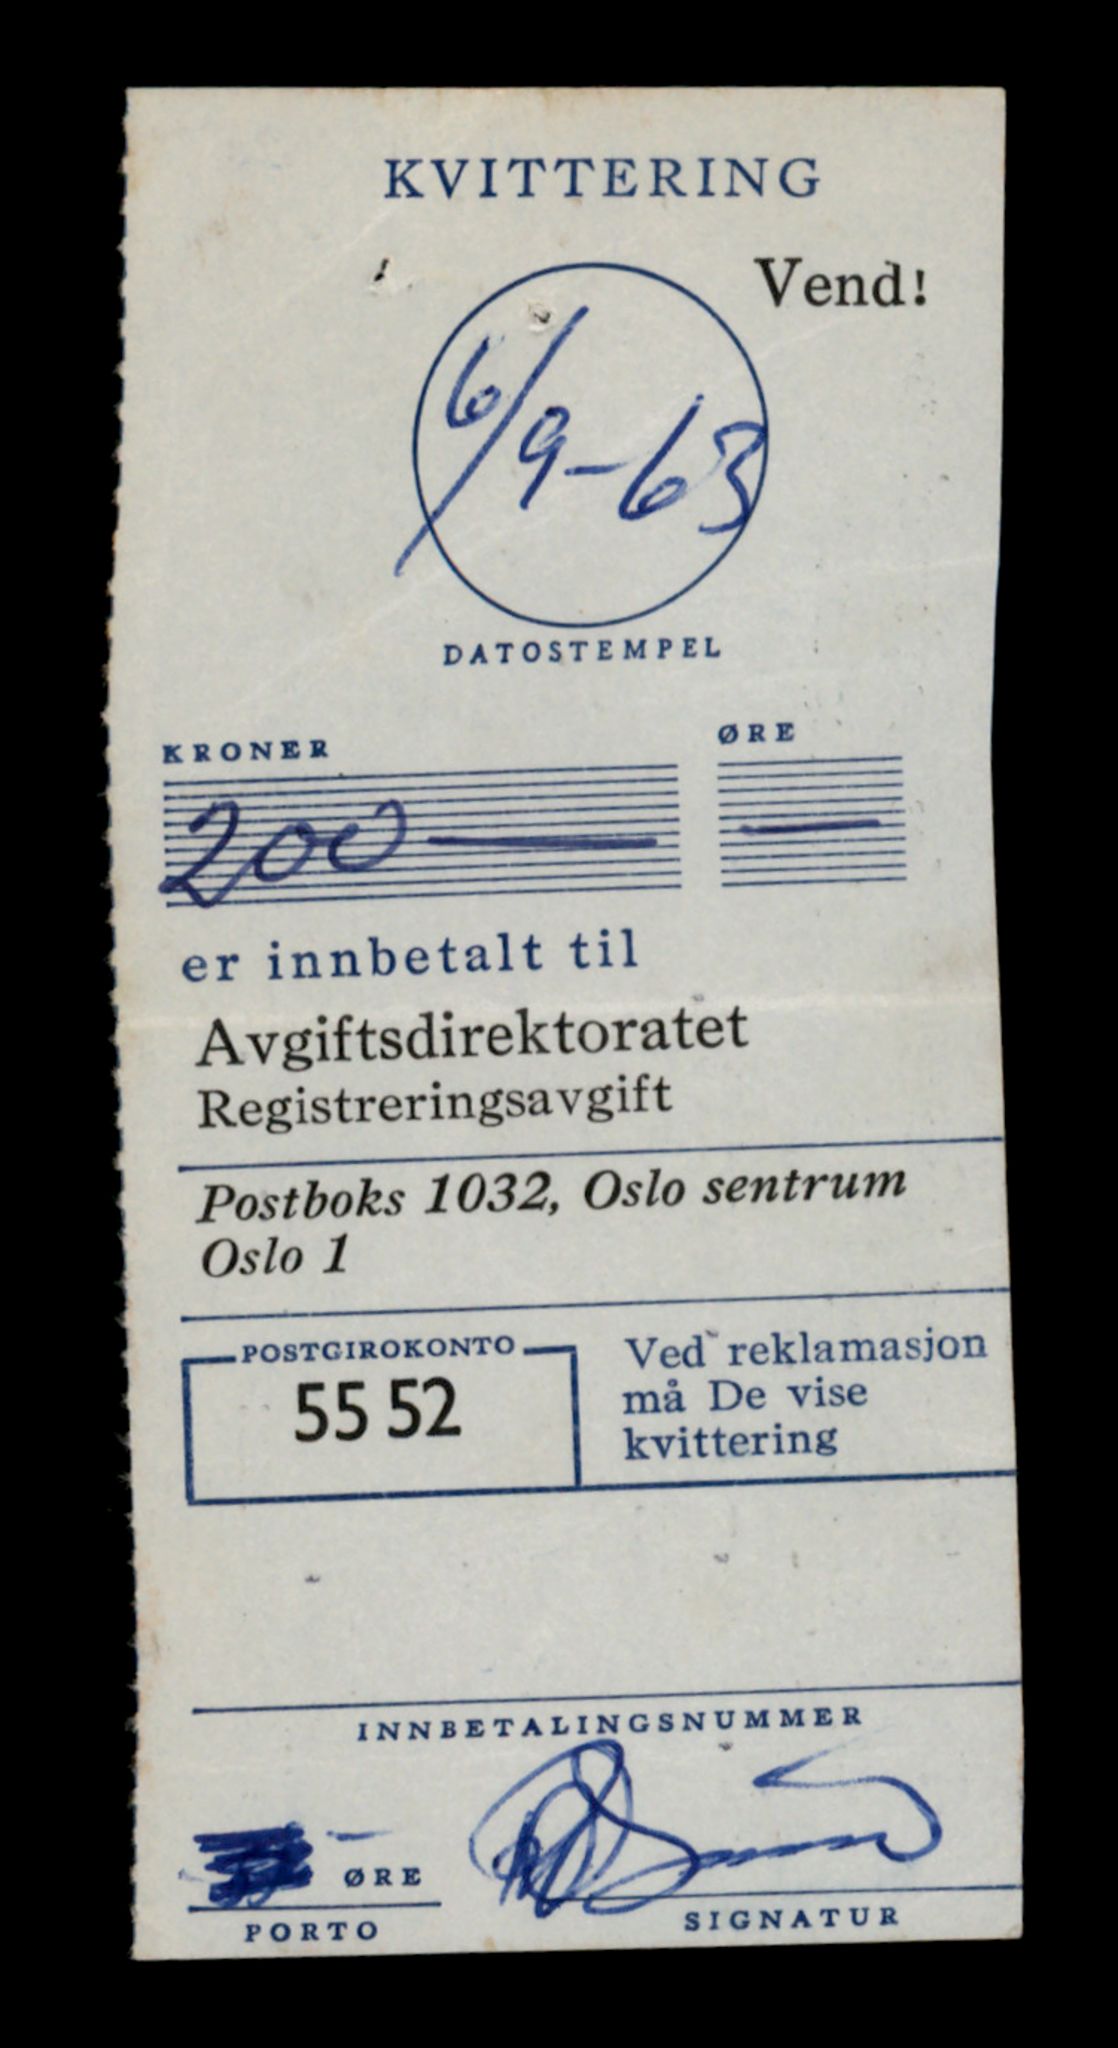 KVITTERING
Vend!
6/9-63
DATOSTEMPEL
KRONER
ØRE
200 — —
er innbetalt til
Avgiftsdirektoratet
Registreringsavgift
Postboks 1032, Oslo sentrum
Oslo 1
POSTGIROKONTO
55 52
Ved reklamasjon
må De vise
kvittering
INNBETALINGSNUMMER
ØRE
PORTO
SIGNATUR